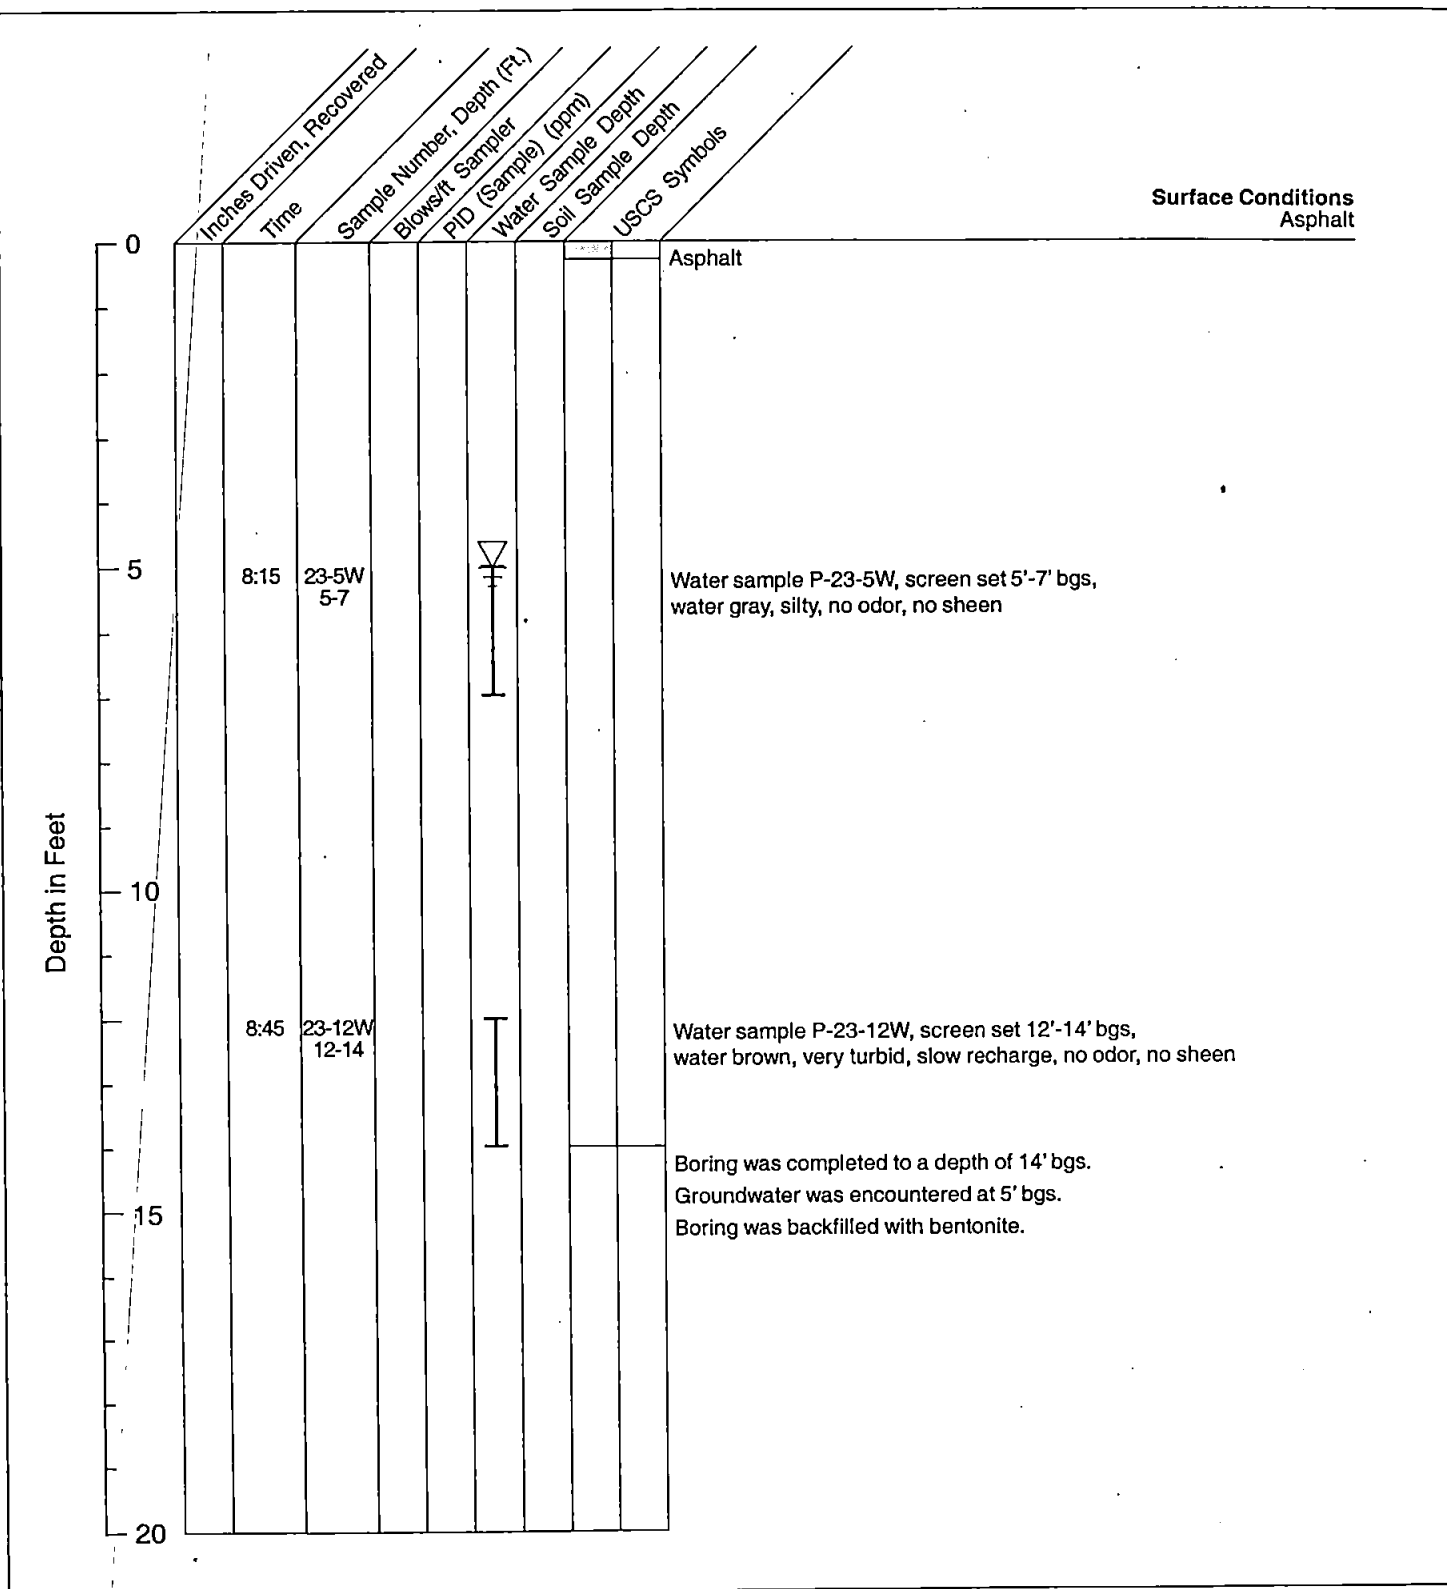 Inches Driven, Recovered
Time
Sample Number, Depth (Ft.)
Blows/ft Sampler
PID (Sample) (ppm)
Water Sample Depth
Soil Sample Depth
USCS Symbols
Surface Conditions
Asphalt
0
Asphalt
5
8:15
23-5W
5-7
Water sample P-23-5W, screen set 5'-7' bgs,
water gray, silty, no odor, no sheen
Depth in Feet
10
8:45
23-12W
12-14
Water sample P-23-12W, screen set 12'-14' bgs,
water brown, very turbid, slow recharge, no odor, no sheen
Boring was completed to a depth of 14' bgs.
Groundwater was encountered at 5' bgs.
15
Boring was backfilled with bentonite.
20